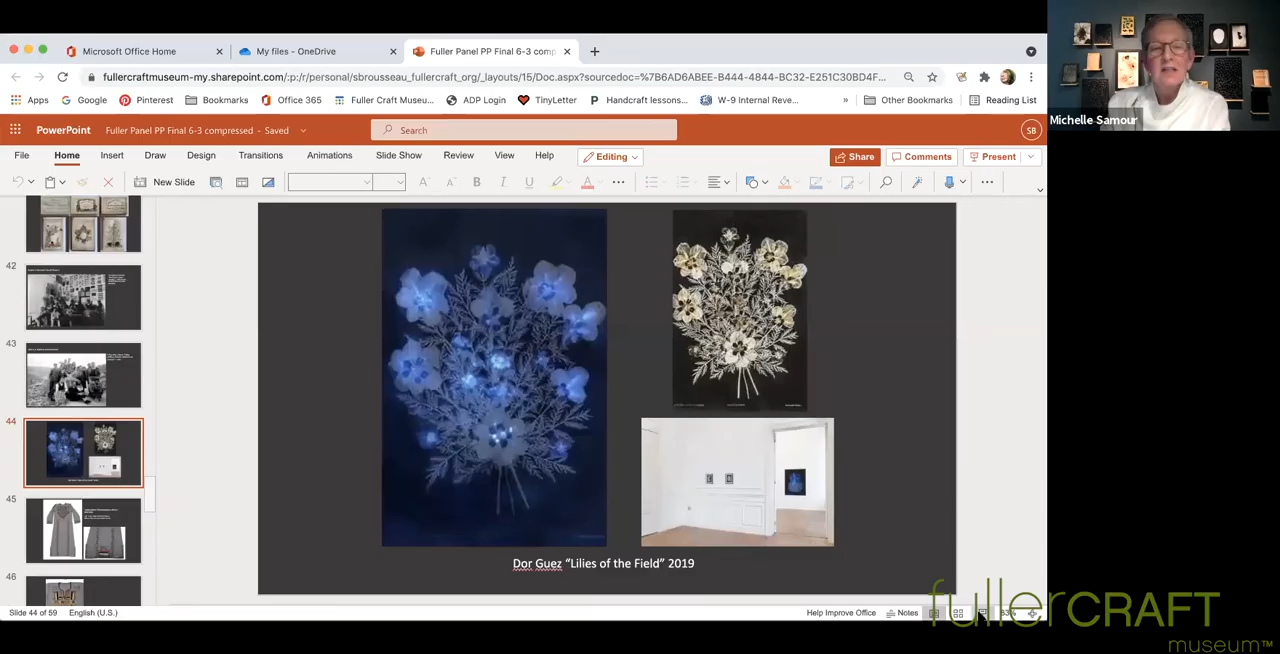 Microsoft Office Home
My files - OneDrive
Fuller Panel PP Final 6-3 comp
fullercraftmuseum-my.sharepoint.com/:p:/r/personal/sbrousseau_fullercraft_org/_layouts/15/Doc.aspx?sourcedoc=%7B6AD6ABEE-B444-4844-BC32-E251C30BD4F...
Apps Google Pinterest Bookmarks Office 365 Fuller Craft Museu... ADP Login TinyLetter Handcraft lessons... W-9 Internal Reve... » Other Bookmarks Reading List
PowerPoint Fuller Panel PP Final 6-3 compressed - Saved Search SB
File Home Insert Draw Design Transitions Animations Slide Show Review View Help Editing Share Comments Present
New Slide B I U A
42
43
44
45
46
Dor Guez "Lilies of the Field" 2019
Slide 44 of 59 English (U.S.) Help Improve Office Notes
Michelle Samour
fullerCRAFT
museum™